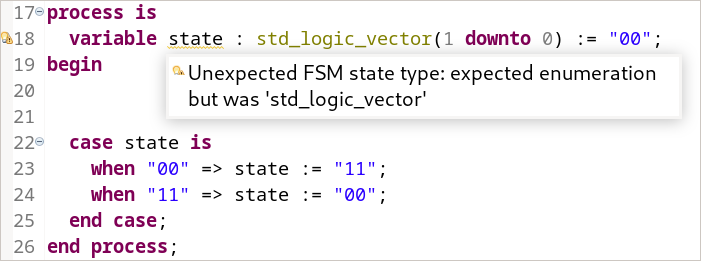 17 process is
18 variable state : std_logic_vector(1 downto 0) := "00";
19 begin
Unexpected FSM state type: expected enumeration
but was 'std_logic_vector'
20
21
22 case state is
23 when "00" => state := "11";
24 when "11" => state := "00";
25 end case;
26 end process;